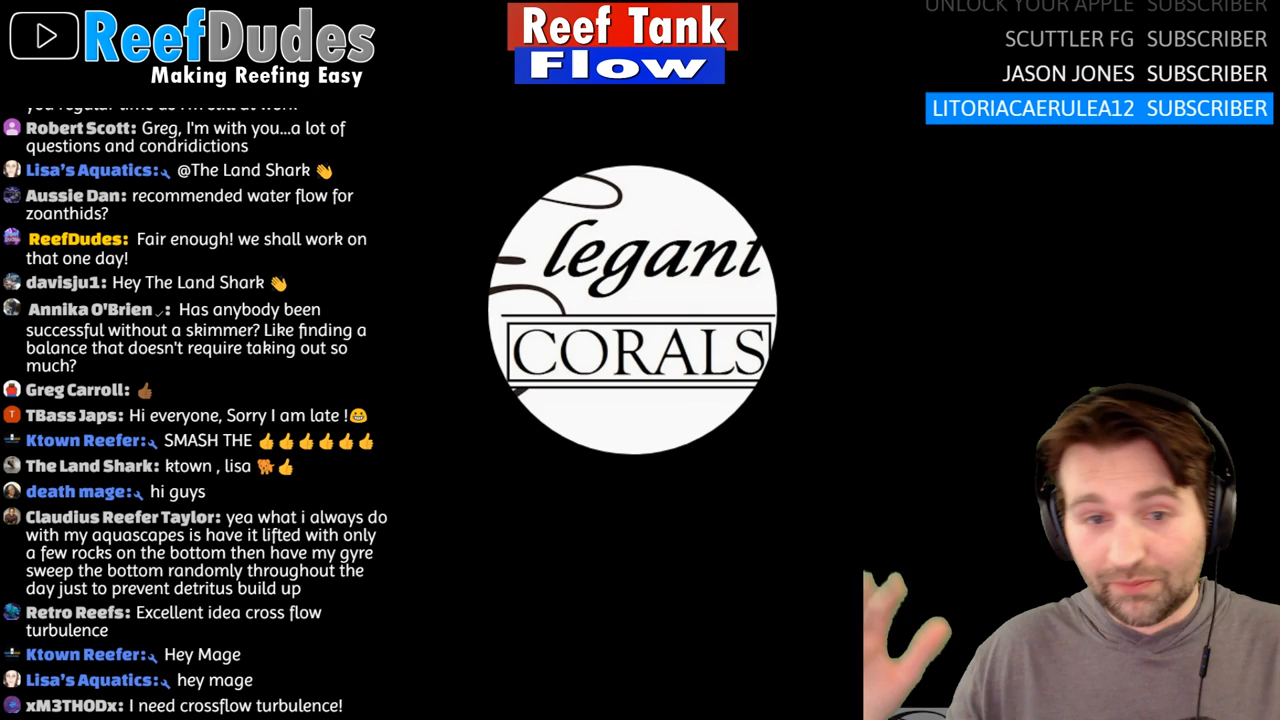 ReefDudes
Making Reefing Easy
Reef Tank
Flow
UNLOCK YOUR APPLE SUBSCRIBER
SCUTTLER FG SUBSCRIBER
JASON JONES SUBSCRIBER
LITORIACAERULEA12 SUBSCRIBER
you regular time as I'm still at work
Robert Scott: Greg, I'm with you...a lot of
questions and condridictions
Lisa's Aquatics: @The Land Shark 👋
Aussie Dan: recommended water flow for
zoanthids?
ReefDudes: Fair enough! we shall work on
that one day!
davisju1: Hey The Land Shark 👋
Annika O'Brien: Has anybody been
successful without a skimmer? Like finding a
balance that doesn't require taking out so
much?
Greg Carroll: 👍🏾
T
TBass Japs: Hi everyone, Sorry I am late !😁
Ktown Reefer: SMASH THE 👍👍👍👍👍👍
The Land Shark: ktown , lisa 🐕👍
death mage: hi guys
Claudius Reefer Taylor: yea what i always do
with my aquascapes is have it lifted with only
a few rocks on the bottom then have my gyre
sweep the bottom randomly throughout the
day just to prevent detritus build up
Retro Reefs: Excellent idea cross flow
turbulence
Ktown Reefer: Hey Mage
Lisa's Aquatics: hey mage
xM3THODx: I need crossflow turbulence!
legant
CORALS